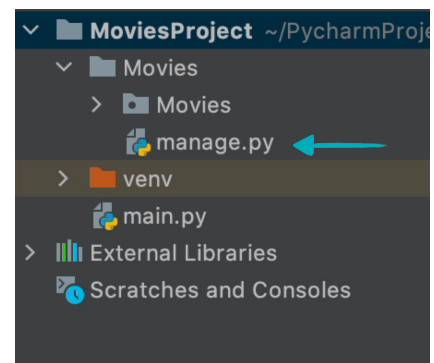 MoviesProject ~/PycharmProje
Movies
Movies
manage.py
venv
main.py
External Libraries
Scratches and Consoles